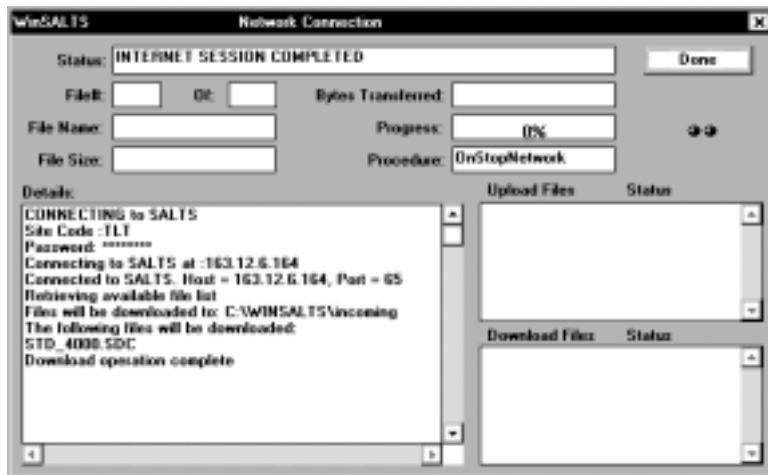 WinSALTS Network Connection
Status: INTERNET SESSION COMPLETED Done
File#: Of: Bytes Transferred:
File Name: Progress: 0%
File Size: Procedure: OnStopNetwork
Details: Upload Files Status
CONNECTING to SALTS
Site Code :TLT
Password: ********
Connecting to SALTS at :163.12.6.164
Connected to SALTS. Host = 163.12.6.164, Port = 65
Retrieving available file list
Files will be downloaded to: C:\WINSALTS\incoming
The following files will be downloaded:
STD_4000.SDC
Download operation complete
Download Files Status